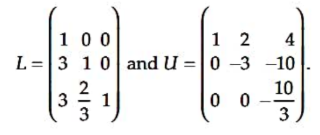 L = (1 0 0
3 1 0
3 2/3 1) and U = (1 2 4
0 -3 -10
0 0 -10/3).